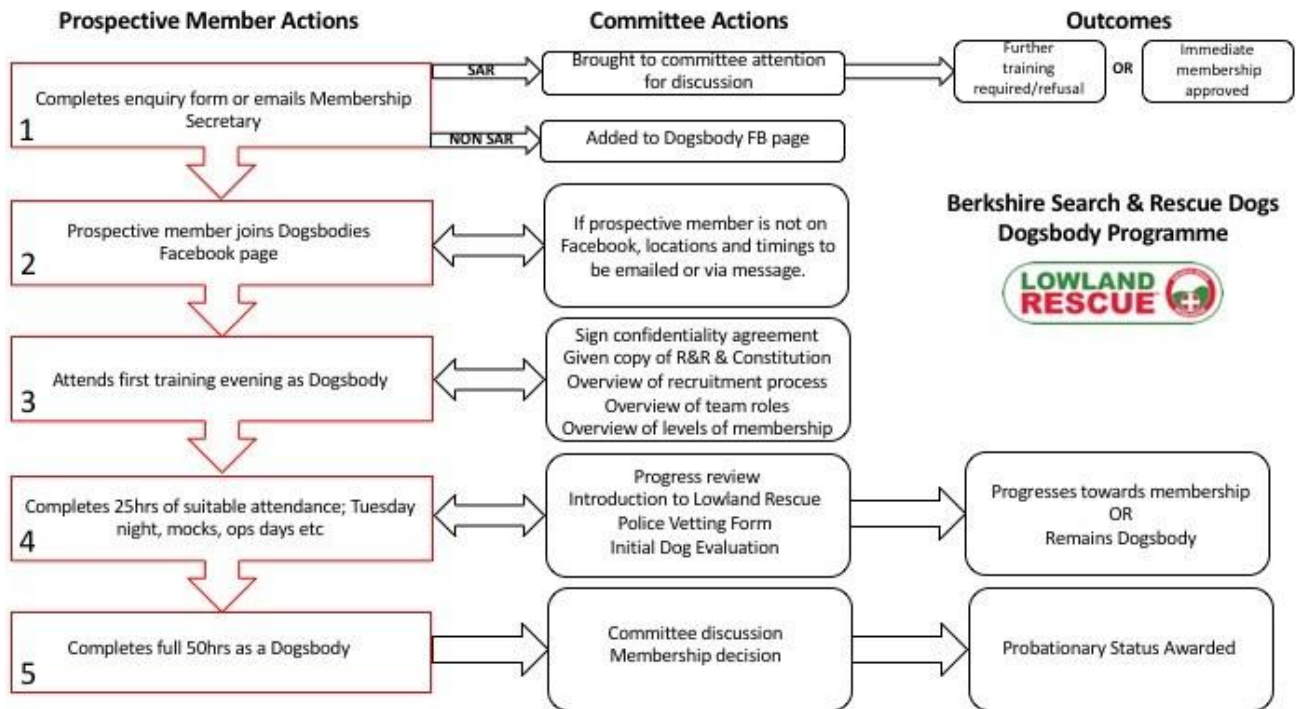 Prospective Member Actions
Committee Actions
Outcomes
1
Completes enquiry form or emails Membership
Secretary
SAR
NON SAR
Brought to committee attention
for discussion
Added to Dogsbody FB page
Further
training
required/refusal
OR
Immediate
membership
approved
2
Prospective member joins Dogsbodies
Facebook page
If prospective member is not on
Facebook, locations and timings to
be emailed or via message.
Berkshire Search & Rescue Dogs
Dogsbody Programme
LOWLAND
RESCUE
3
Attends first training evening as Dogsbody
Sign confidentiality agreement
Given copy of R&R & Constitution
Overview of recruitment process
Overview of team roles
Overview of levels of membership
4
Completes 25hrs of suitable attendance; Tuesday
night, mocks, ops days etc
Progress review
Introduction to Lowland Rescue
Police Vetting Form
Initial Dog Evaluation
Progresses towards membership
OR
Remains Dogsbody
5
Completes full 50hrs as a Dogsbody
Committee discussion
Membership decision
Probationary Status Awarded